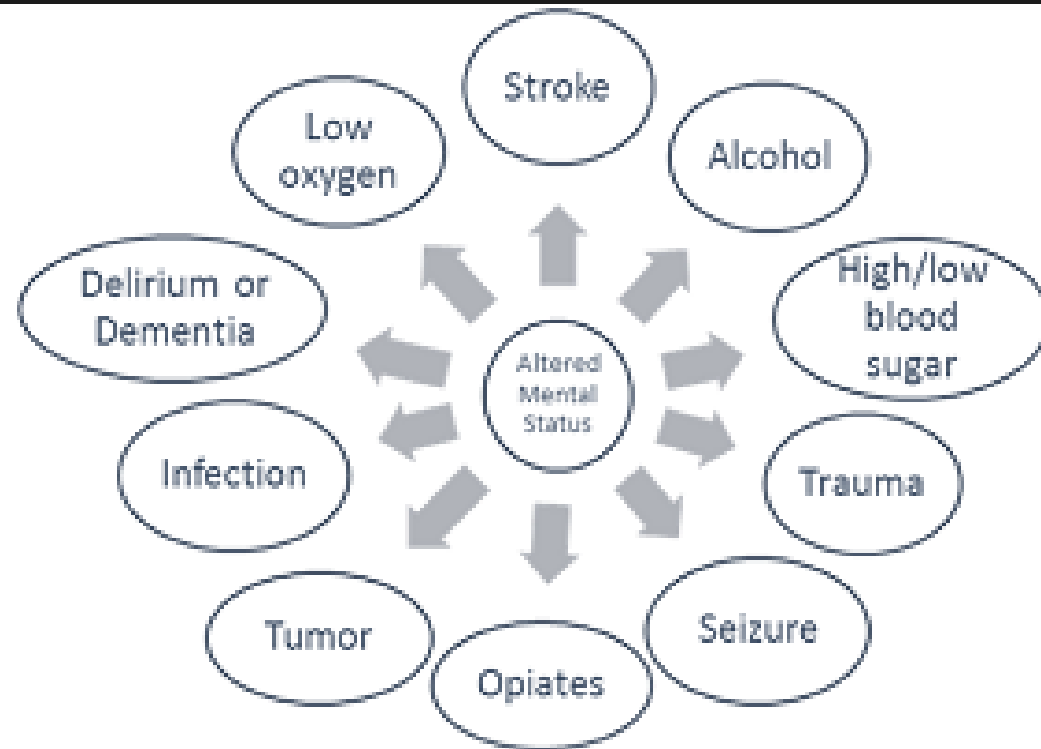 Stroke
Alcohol
High/low
blood
sugar
Trauma
Seizure
Opiates
Tumor
Infection
Delirium or
Dementia
Low
oxygen
Altered
Mental
Status